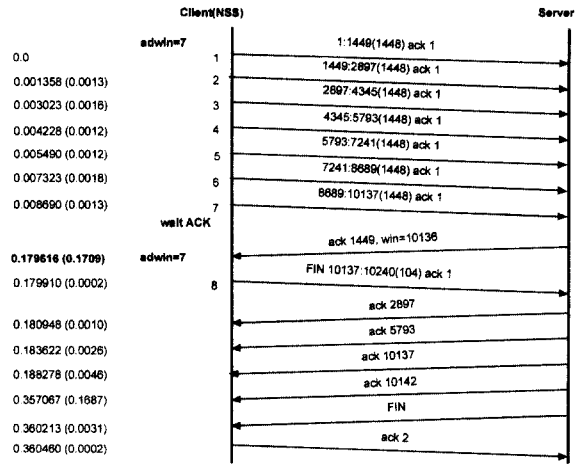 Client(NSS) Server
adwin=7
1:1449(1448) ack 1
0.0 1
1449:2897(1448) ack 1
0.001358 (0.0013) 2
2897:4345(1448) ack 1
0.003023 (0.0016) 3
4345:5793(1448) ack 1
0.004228 (0.0012) 4
5793:7241(1448) ack 1
0.005490 (0.0012) 5
7241:8689(1448) ack 1
0.007323 (0.0018) 6
8689:10137(1448) ack 1
0.008690 (0.0013) 7
wait ACK
ack 1449, win=10136
0.179616 (0.1709) adwin=7
FIN 10137:10240(104) ack 1
0.179910 (0.0002) 8
ack 2897
0.180948 (0.0010)
ack 5793
0.183622 (0.0026)
ack 10137
0.188278 (0.0046)
ack 10142
0.357067 (0.1687)
FIN
0.360213 (0.0031)
ack 2
0.360460 (0.0002)